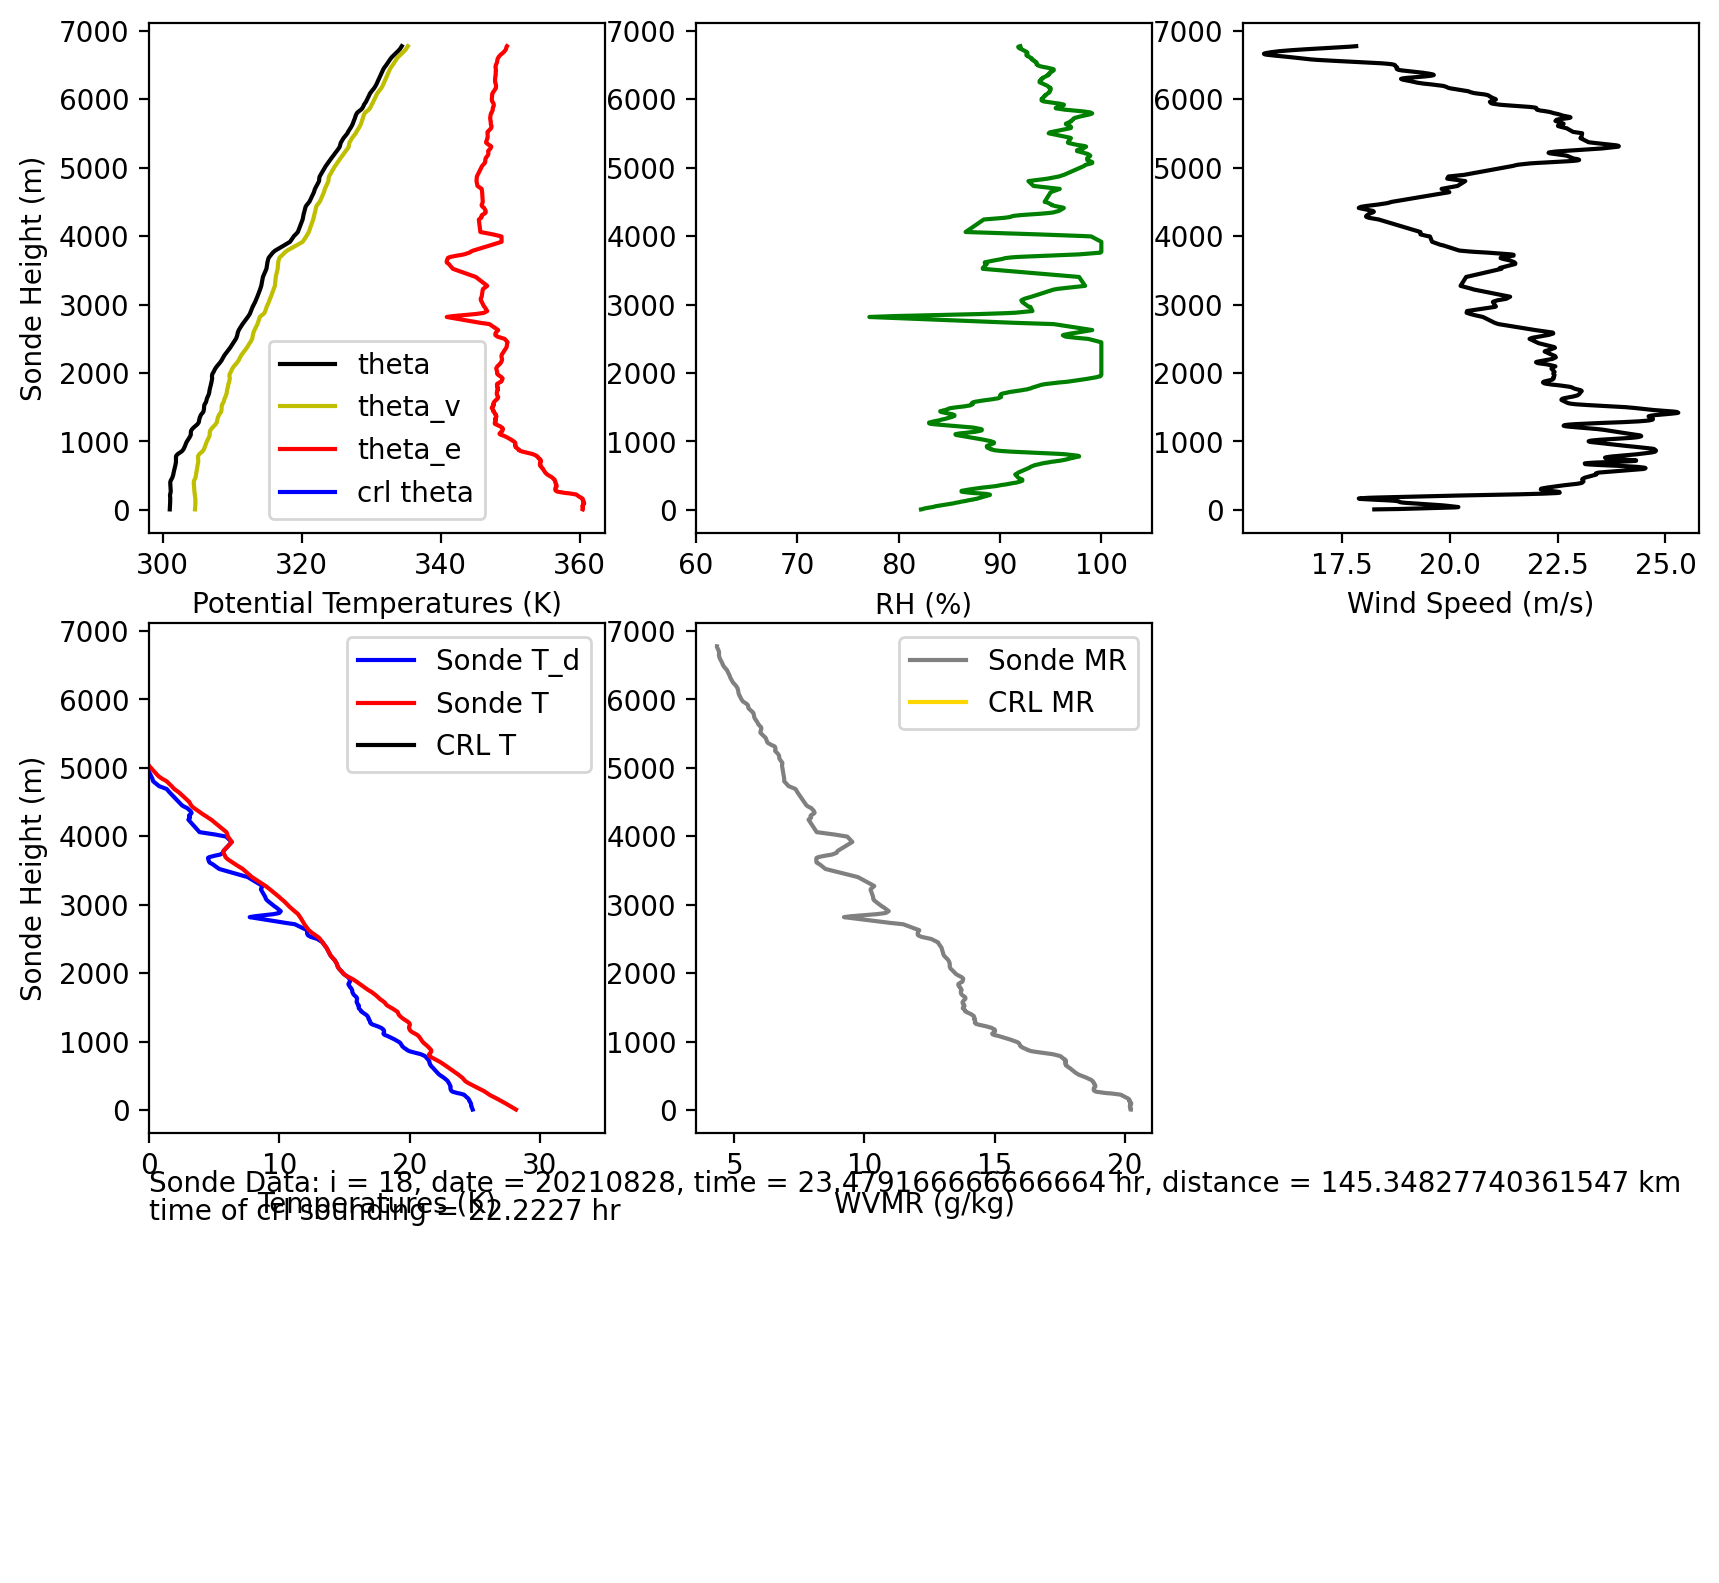 7000
6000
5000
4000
3000
2000
1000
0
Sonde Height (m)
theta
theta_v
theta_e
crl theta
300 320 340 360
Potential Temperatures (K)
7000
6000
5000
4000
3000
2000
1000
0
60 70 80 90 100
RH (%)
7000
6000
5000
4000
3000
2000
1000
0
17.5 20.0 22.5 25.0
Wind Speed (m/s)
7000
6000
5000
4000
3000
2000
1000
0
Sonde Height (m)
Sonde T_d
Sonde T
CRL T
0 10 20 30
Temperatures (K)
7000
6000
5000
4000
3000
2000
1000
0
Sonde MR
CRL MR
5 10 15 20
WVMR (g/kg)
Sonde Data: i = 18, date = 20210828, time = 23.479166666666664 hr, distance = 145.34827740361547 km
time of crl sounding = 22.2227 hr